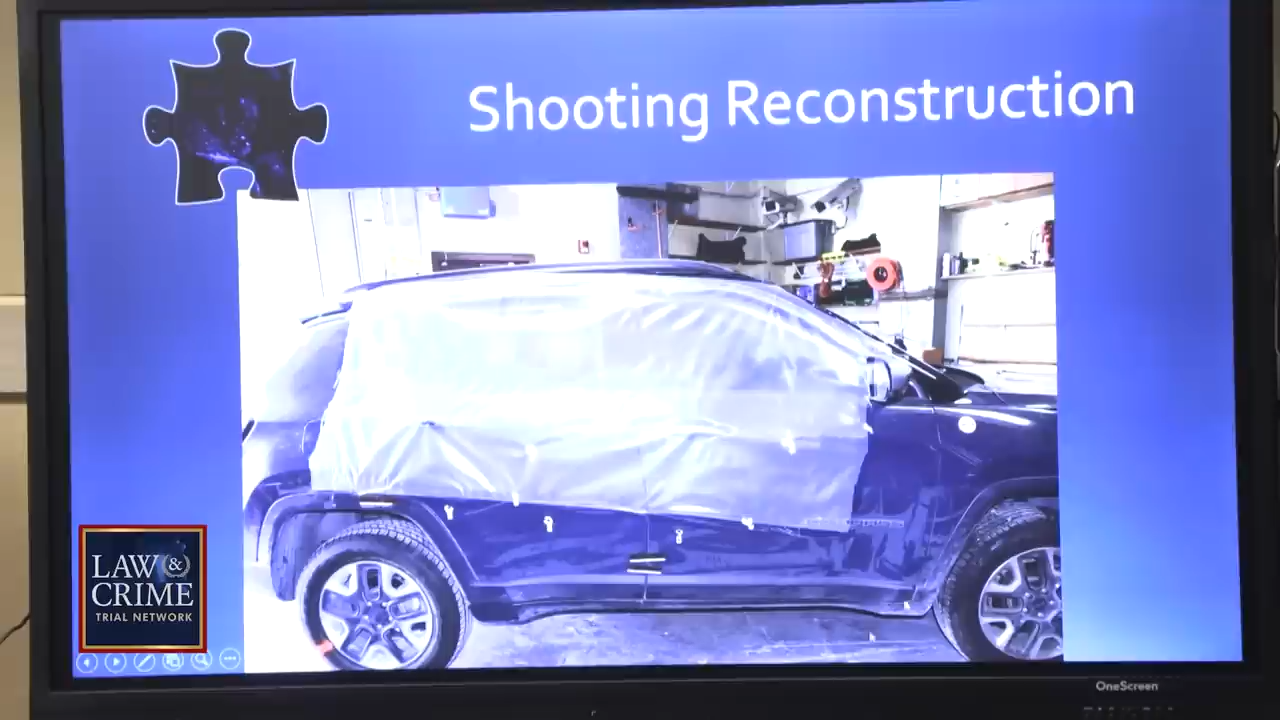 Shooting Reconstruction
LAW &
CRIME
TRIAL NETWORK
OneScreen